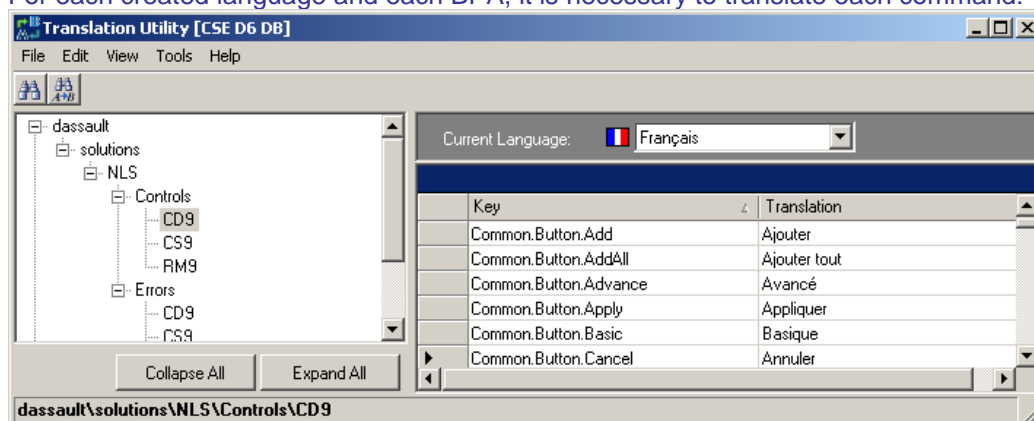 For each created language and each DPA, it is necessary to translate each command.
Translation Utility [CSE D6 DB]
File Edit View Tools Help
A→B
dassault
solutions
NLS
Controls
CD9
CS9
RM9
Errors
CD9
CS9
Collapse All Expand All
Current Language: Français
Key Translation
Common.Button.Add Ajouter
Common.Button.AddAll Ajouter tout
Common.Button.Advance Avancé
Common.Button.Apply Appliquer
Common.Button.Basic Basique
Common.Button.Cancel Annuler
dassault\solutions\NLS\Controls\CD9